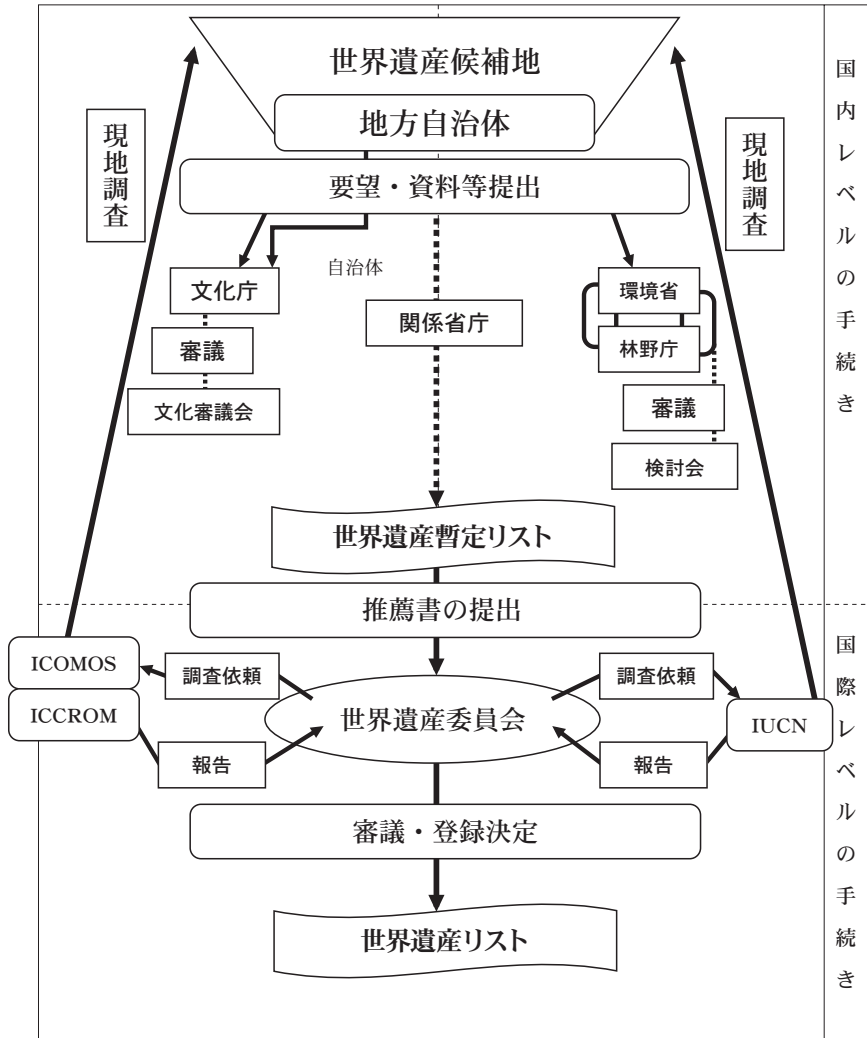 世界遺産候補地
地方自治体
要望・資料等提出
現地調査
現地調査
国内レベルの手続き
自治体
文化庁
審議
文化審議会
関係省庁
環境省
林野庁
審議
検討会
世界遺産暫定リスト
推薦書の提出
国際レベルの手続き
ICOMOS
ICCROM
調査依頼
報告
世界遺産委員会
調査依頼
報告
IUCN
審議・登録決定
世界遺産リスト